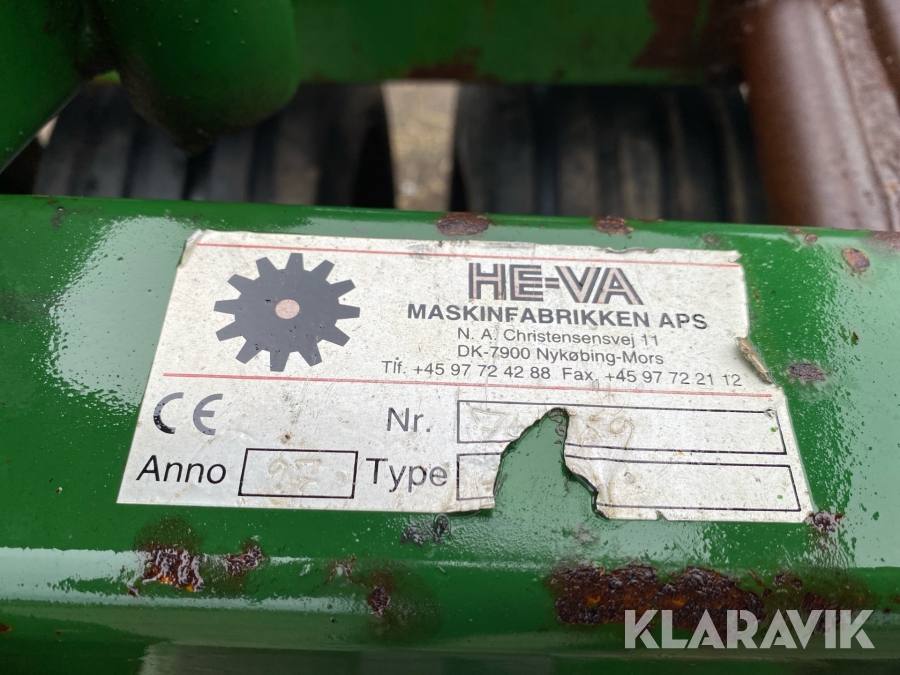 HE-VA
MASKINFABRIKKEN APS
N. A. Christensensvej 11
DK-7900 Nykøbing-Mors
Tlf. +45 97 72 42 88 Fax. +45 97 72 21 12
CE Nr.
Anno 97 Type
KLARAVIK